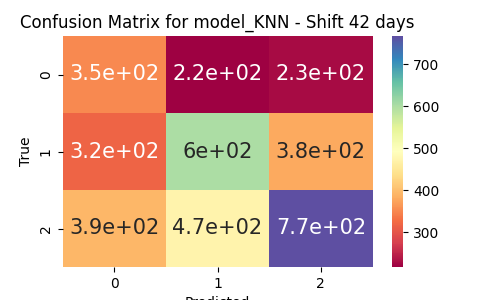 Confusion Matrix for model_KNN - Shift 42 days
0 3.5e+02 2.2e+02 2.3e+02
1 3.2e+02 6e+02 3.8e+02
2 3.9e+02 4.7e+02 7.7e+02
0 1 2
True
Predicted
700
600
500
400
300